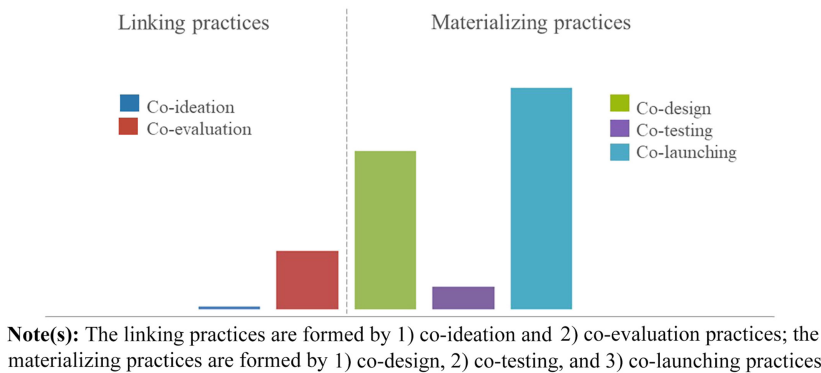 Linking practices
Materializing practices
Co-ideation
Co-evaluation
Co-design
Co-testing
Co-launching
Note(s): The linking practices are formed by 1) co-ideation and 2) co-evaluation practices; the
materializing practices are formed by 1) co-design, 2) co-testing, and 3) co-launching practices